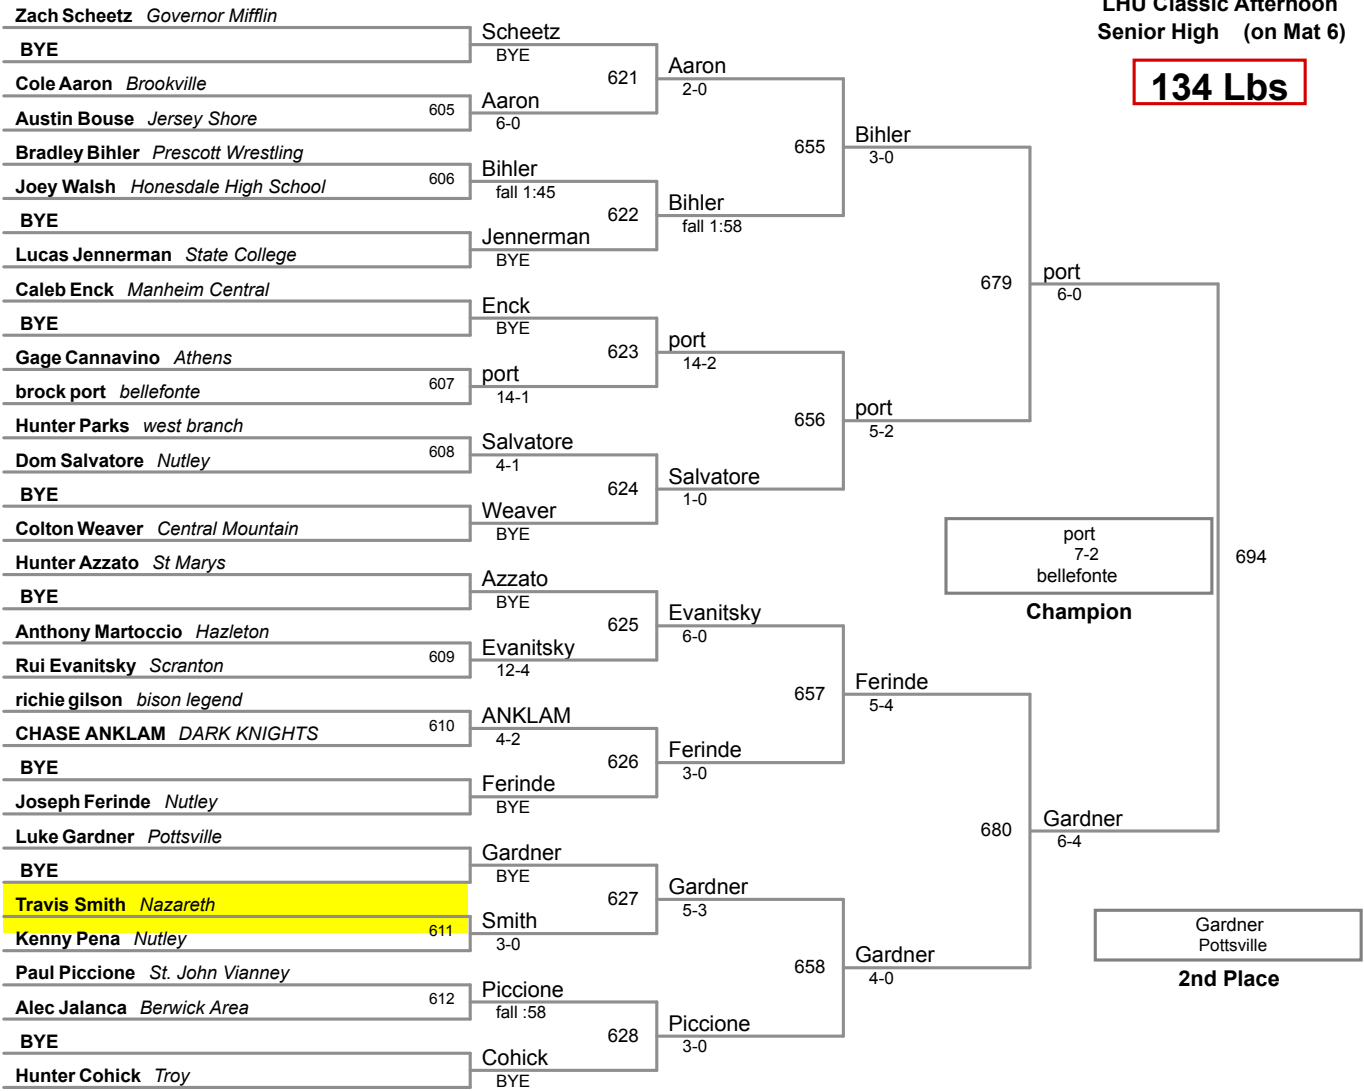 LHU Classic Afternoon
Senior High (on Mat 6)
134 Lbs
Zach Scheetz Governor Mifflin
BYE
Cole Aaron Brookville
Austin Bouse Jersey Shore
Bradley Bihler Prescott Wrestling
Joey Walsh Honesdale High School
BYE
Lucas Jennerman State College
Caleb Enck Manheim Central
BYE
Gage Cannavino Athens
brock port bellefonte
Hunter Parks west branch
Dom Salvatore Nutley
BYE
Colton Weaver Central Mountain
Hunter Azzato St Marys
BYE
Anthony Martoccio Hazleton
Rui Evanitsky Scranton
richie gilson bison legend
CHASE ANKLAM DARK KNIGHTS
BYE
Joseph Ferinde Nutley
Luke Gardner Pottsville
BYE
Travis Smith Nazareth
Kenny Pena Nutley
Paul Piccione St. John Vianney
Alec Jalanca Berwick Area
BYE
Hunter Cohick Troy
605
606
607
608
609
610
611
612
Scheetz
BYE
Aaron
6-0
Bihler
fall 1:45
Jennerman
BYE
Enck
BYE
port
14-1
Salvatore
4-1
Weaver
BYE
Azzato
BYE
Evanitsky
12-4
ANKLAM
4-2
Ferinde
BYE
Gardner
BYE
Smith
3-0
Piccione
fall :58
Cohick
BYE
621
622
623
624
625
626
627
628
Aaron
2-0
Bihler
fall 1:58
port
14-2
Salvatore
1-0
Evanitsky
6-0
Ferinde
3-0
Gardner
5-3
Piccione
3-0
655
656
657
658
Bihler
3-0
port
5-2
Ferinde
5-4
Gardner
4-0
679
680
port
6-0
Gardner
6-4
694
port
7-2
bellefonte
Champion
Gardner
Pottsville
2nd Place